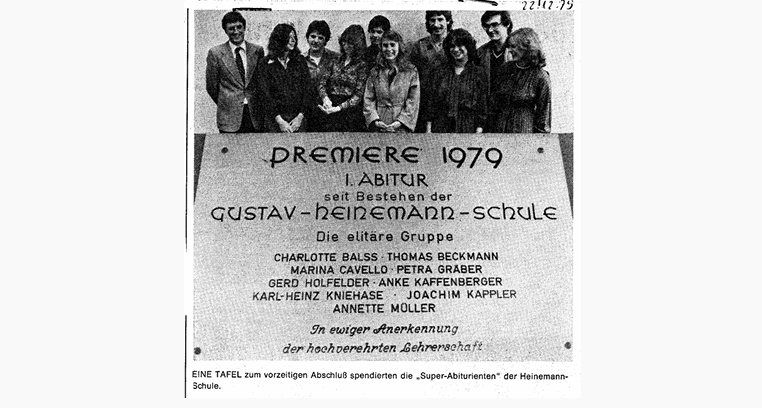 22.12.79
PREMIERE 1979
1. ABITUR
seit Bestehen der
GUSTAV-HEINEMANN-SCHULE
Die elitäre Gruppe
CHARLOTTE BALSS · THOMAS BECKMANN
MARINA CAVELLO · PETRA GRÄBER
GERD HOLFELDER · ANKE KAFFENBERGER
KARL-HEINZ KNIEHASE · JOACHIM KAPPLER
ANNETTE MÜLLER
In ewiger Anerkennung
der hochverehrten Lehrerschaft
EINE TAFEL zum vorzeitigen Abschluß spendierten die „Super-Abiturienten“ der Heinemann-
Schule.